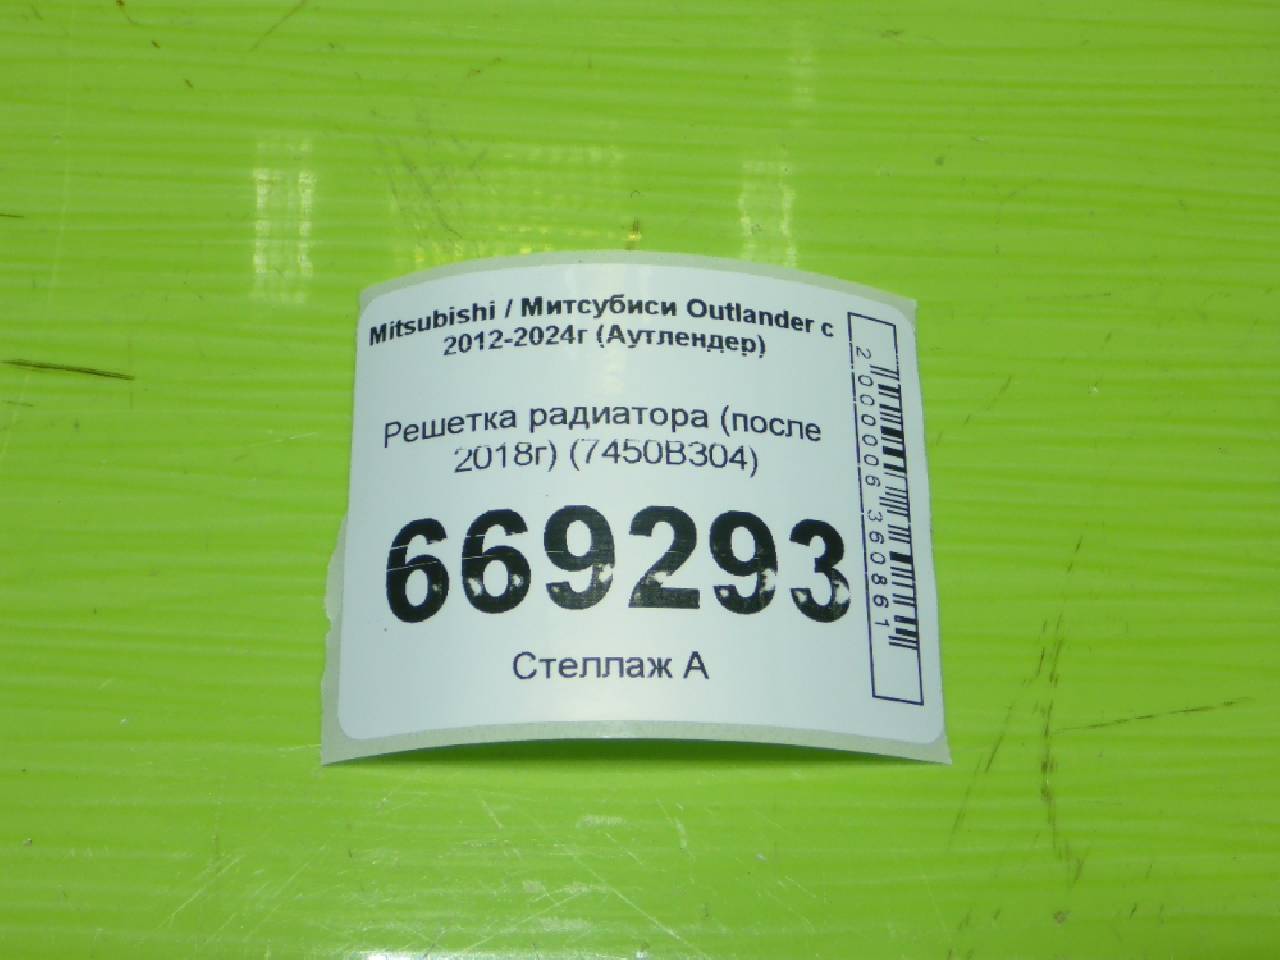 Mitsubishi / Митсубиси Outlander с
2012-2024г (Аутлендер)
Решетка радиатора (после
2018г) (7450B304)
669293
Стеллаж А
2000006360861